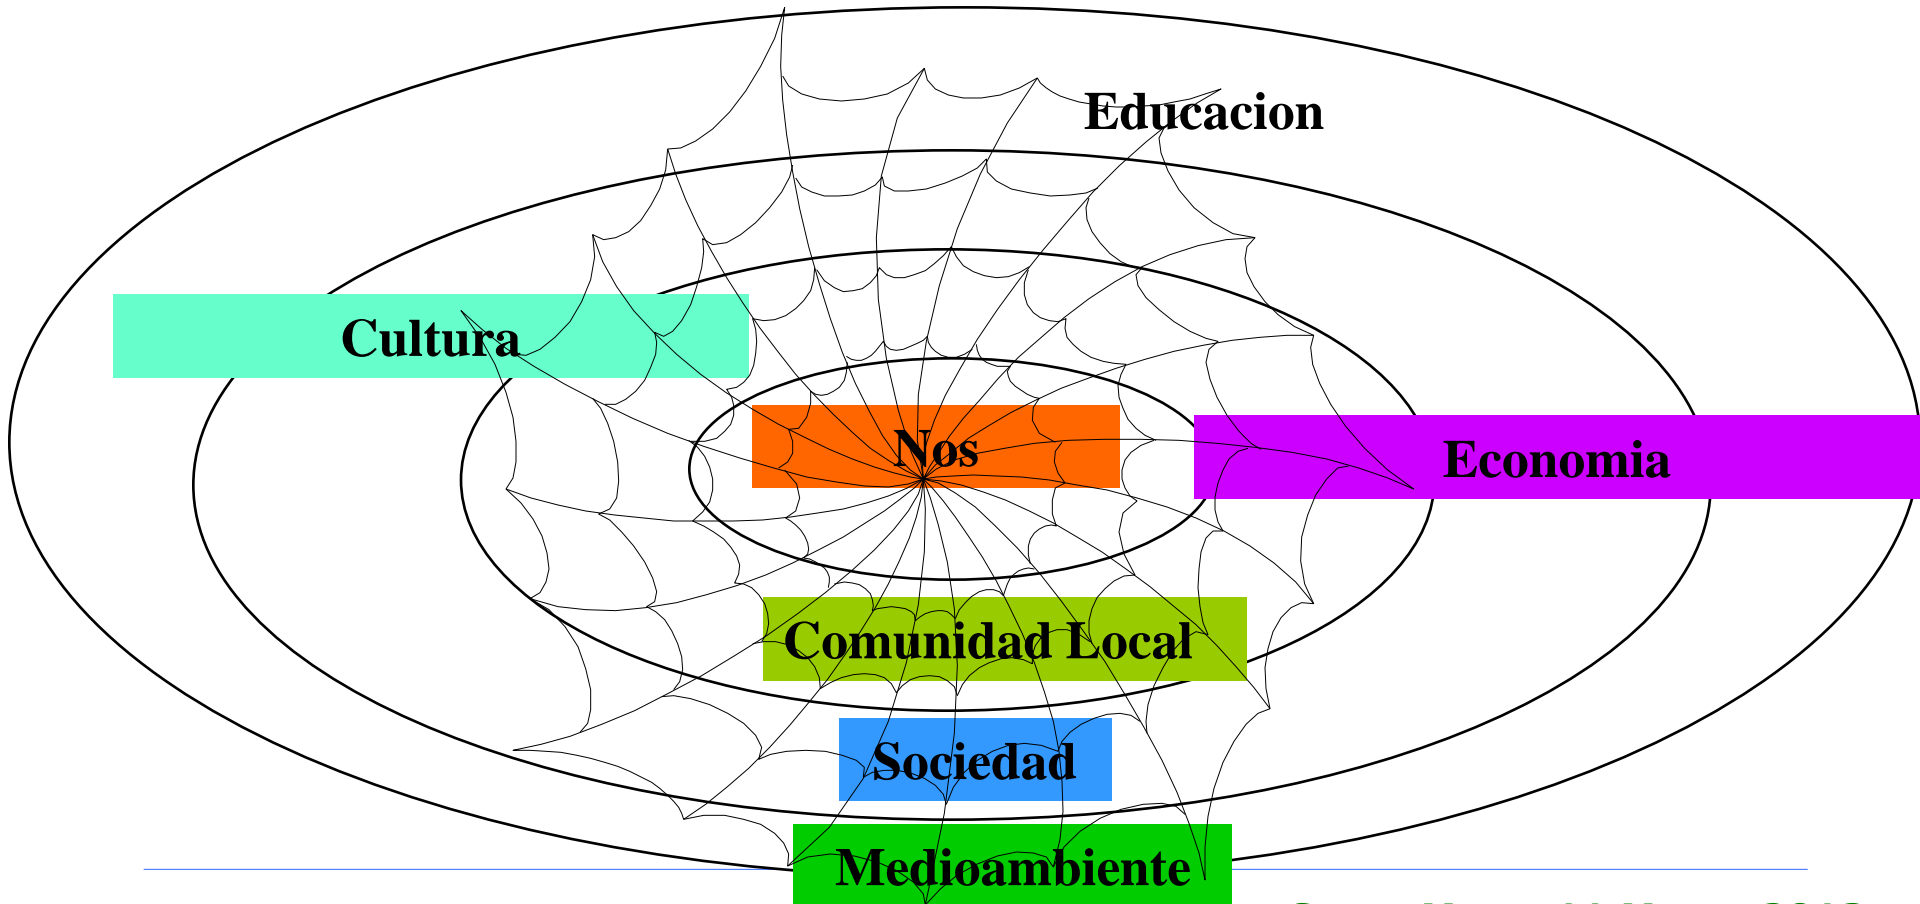 Educacion
Cultura
Nos
Economia
Comunidad Local
Sociedad
Medioambiente